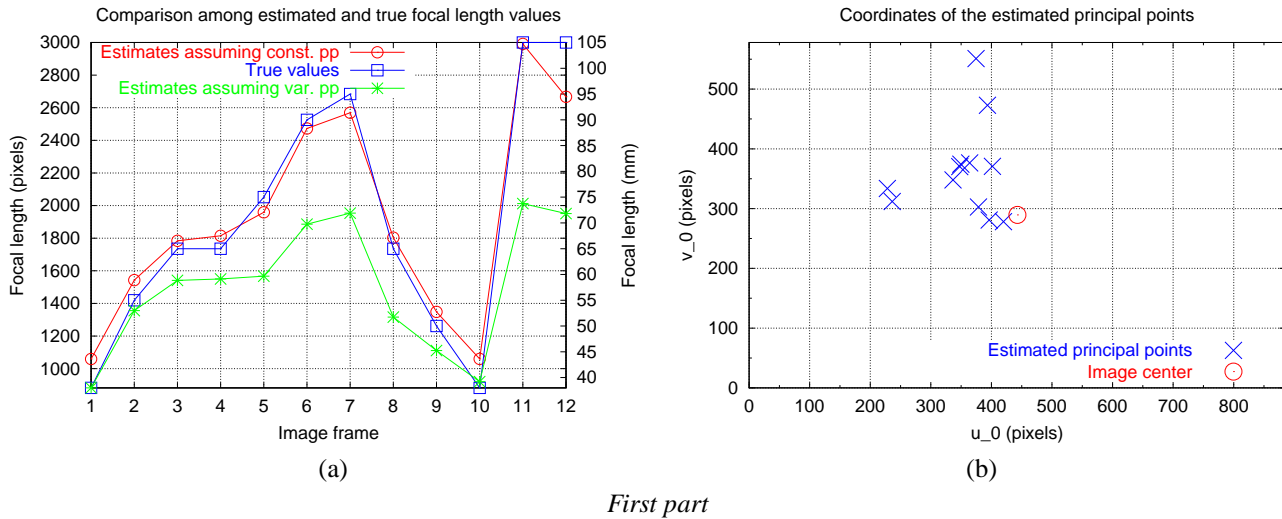 Comparison among estimated and true focal length values
Estimates assuming const. pp
True values
Estimates assuming var. pp
Focal length (pixels)
3000
2800
2600
2400
2200
2000
1800
1600
1400
1200
1000
105
100
95
90
85
80
75
70
65
60
55
50
45
40
Focal length (mm)
1 2 3 4 5 6 7 8 9 10 11 12
Image frame
(a)
Coordinates of the estimated principal points
v_0 (pixels)
500
400
300
200
100
0
Estimated principal points
Image center
0 100 200 300 400 500 600 700 800
u_0 (pixels)
(b)
First part